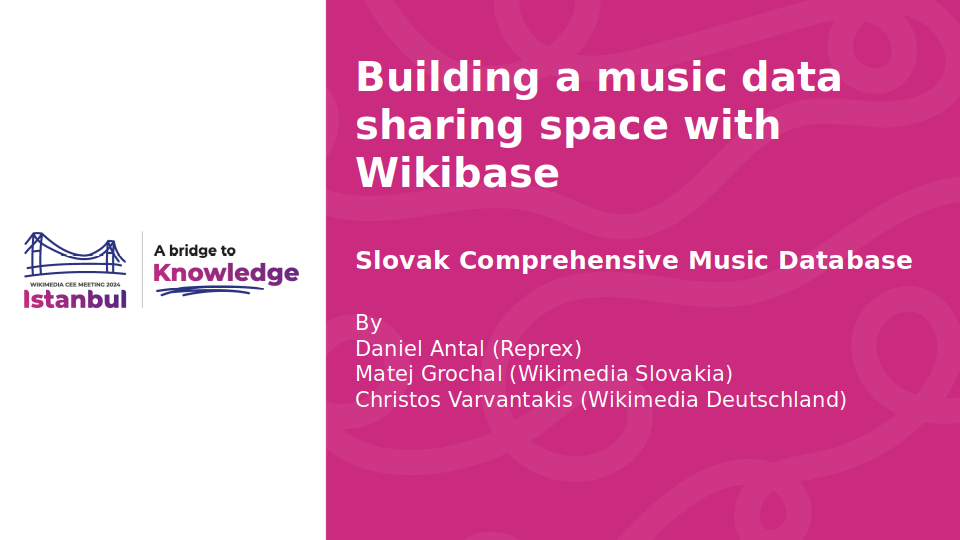 WIKIMEDIA CEE MEETING 2024
Istanbul
A bridge to
Knowledge
Building a music data
sharing space with
Wikibase
Slovak Comprehensive Music Database
By
Daniel Antal (Reprex)
Matej Grochal (Wikimedia Slovakia)
Christos Varvantakis (Wikimedia Deutschland)